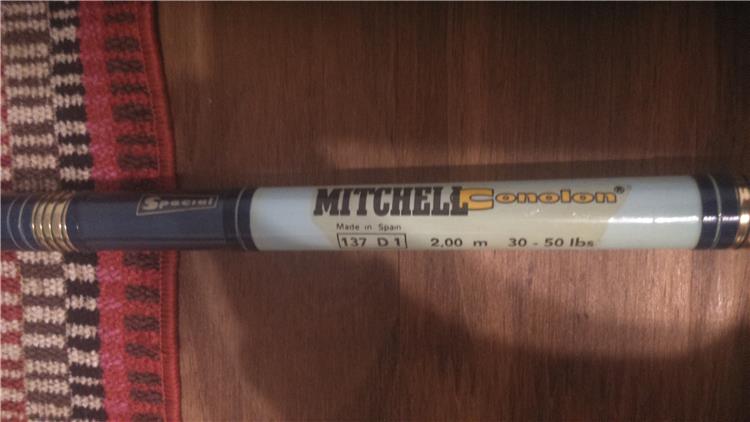 Special
MITCHELL Conolon®
Made in Spain
137 D 1 2,00 m 30 - 50 lbs